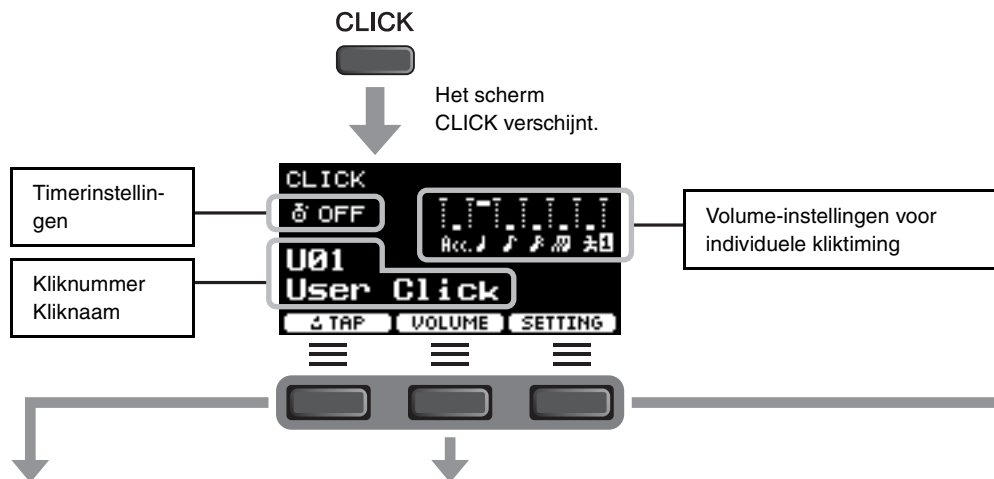 CLICK
Het scherm
CLICK verschijnt.
Timerinstellin-
gen
CLICK
OFF
Acc.
U01
User Click
TAP VOLUME SETTING
Volume-instellingen voor
individuele kliktiming
Kliknummer
Kliknaam